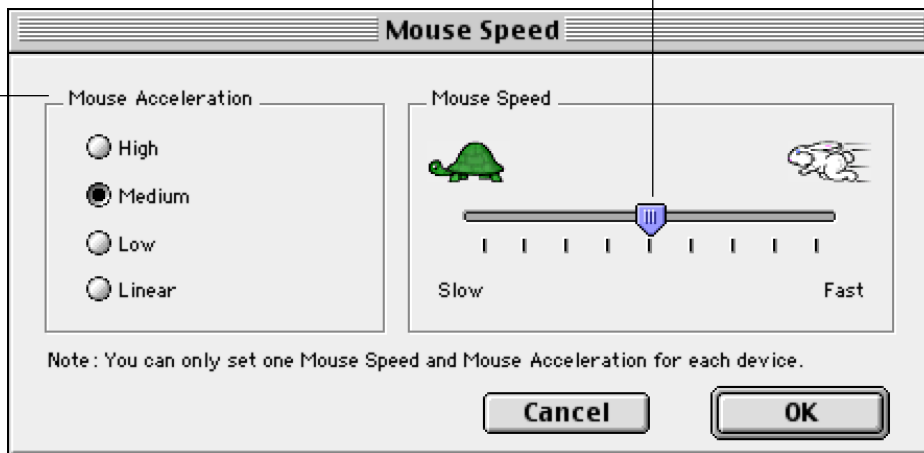 Mouse Speed
Mouse Acceleration
High
Medium
Low
Linear
Mouse Speed
Slow
Fast
Note: You can only set one Mouse Speed and Mouse Acceleration for each device.
Cancel
OK